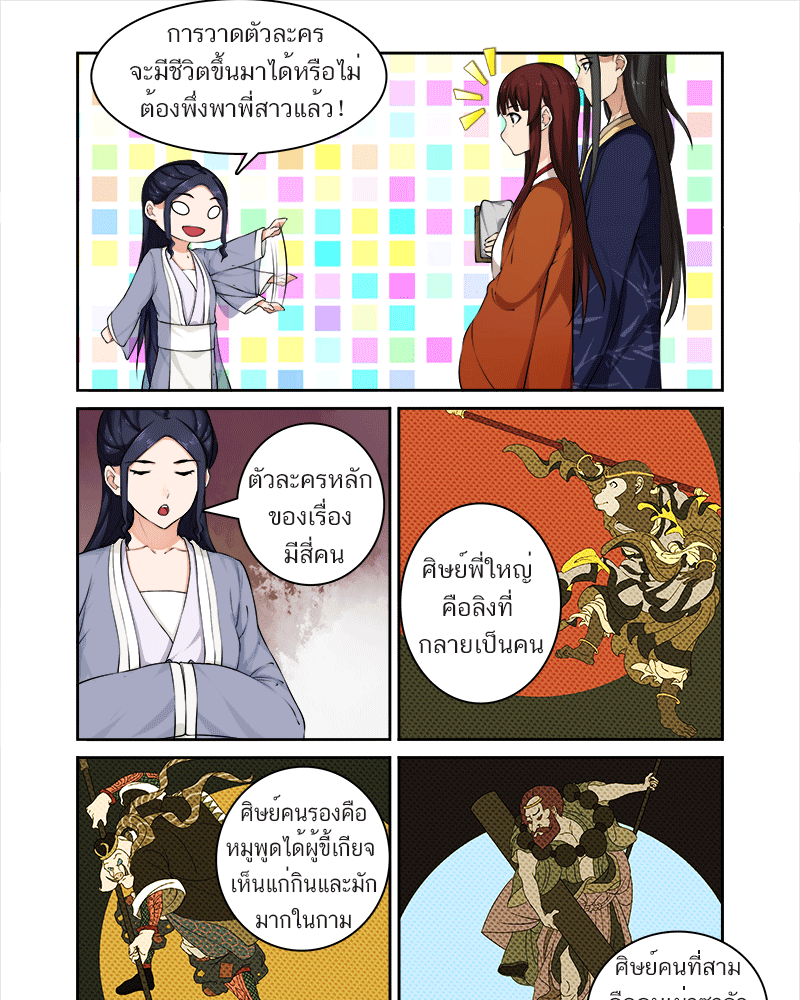 การวาดตัวละคร
จะมีชีวิตขึ้นมาได้หรือไม่
ต้องพึ่งพาพี่สาวแล้ว!
ตัวละครหลัก
ของเรื่อง
มีสี่คน
ศิษย์พี่ใหญ่
คือลิงที่
กลายเป็นคน
ศิษย์คนรองคือ
หมูพูดได้ผู้ขี้เกียจ
เห็นแก่กินและมัก
มากในกาม
ศิษย์คนที่สาม